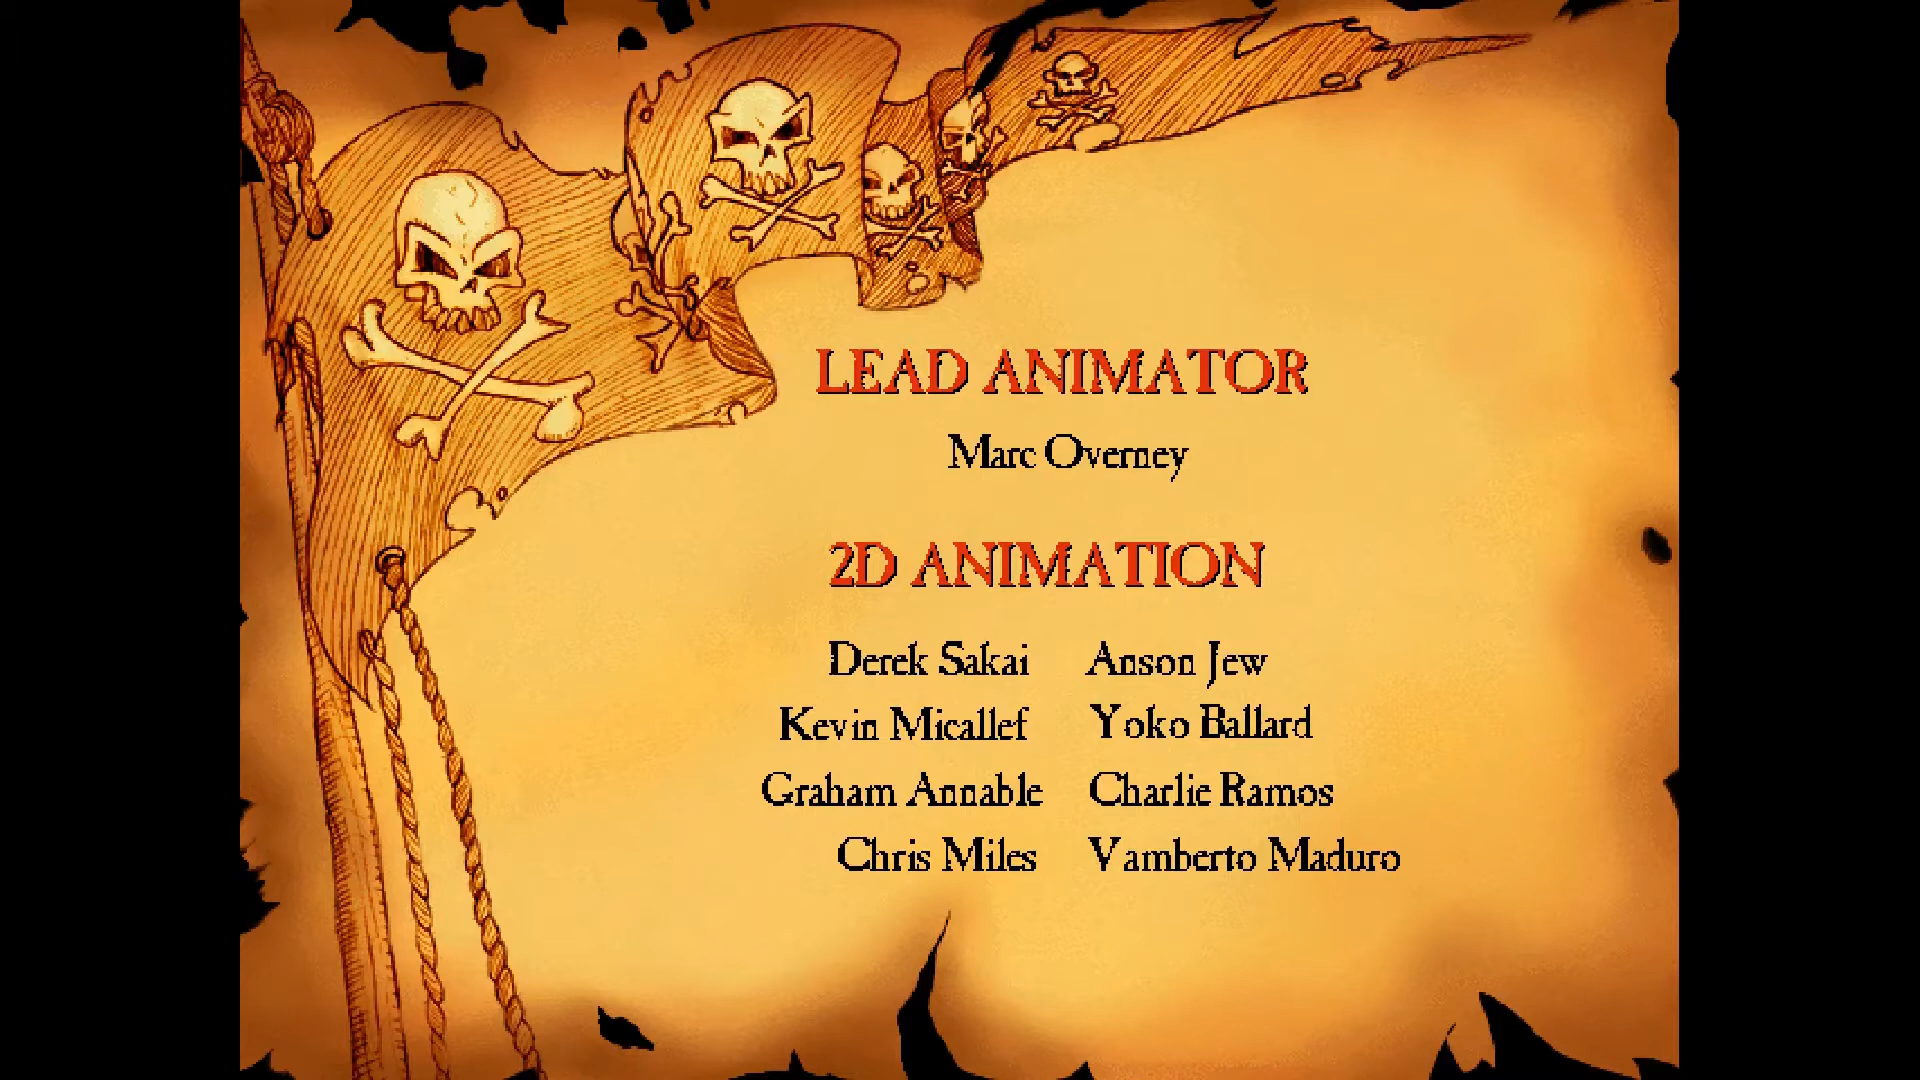 LEAD ANIMATOR
Marc Overney
2D ANIMATION
Derek Sakai Anson Jew
Kevin Micallef Yoko Ballard
Graham Annable Charlie Ramos
Chris Miles Vamberto Maduro